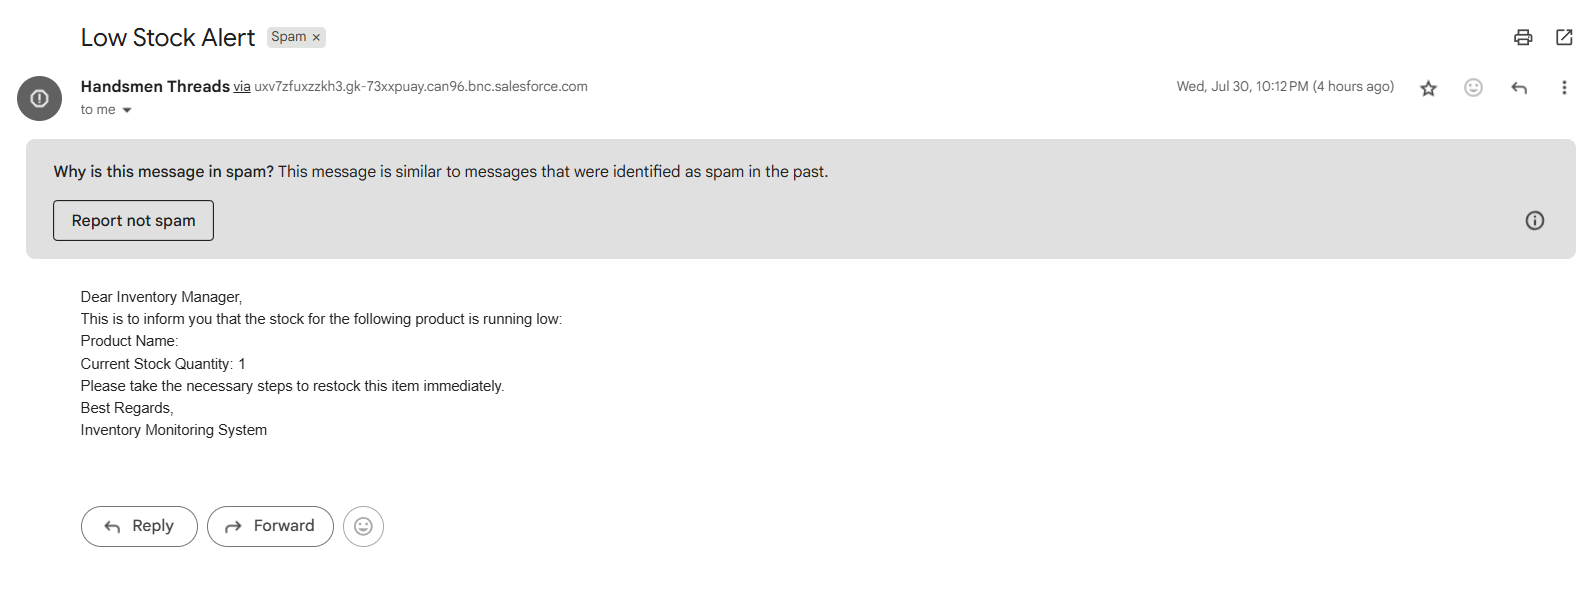 Low Stock Alert Spam ×
Handsmen Threads via uxv7zfuxzzkh3.gk-73xxpuay.can96.bnc.salesforce.com Wed, Jul 30, 10:12 PM (4 hours ago)
to me
Why is this message in spam? This message is similar to messages that were identified as spam in the past.
Report not spam
Dear Inventory Manager,
This is to inform you that the stock for the following product is running low:
Product Name:
Current Stock Quantity: 1
Please take the necessary steps to restock this item immediately.
Best Regards,
Inventory Monitoring System
Reply Forward